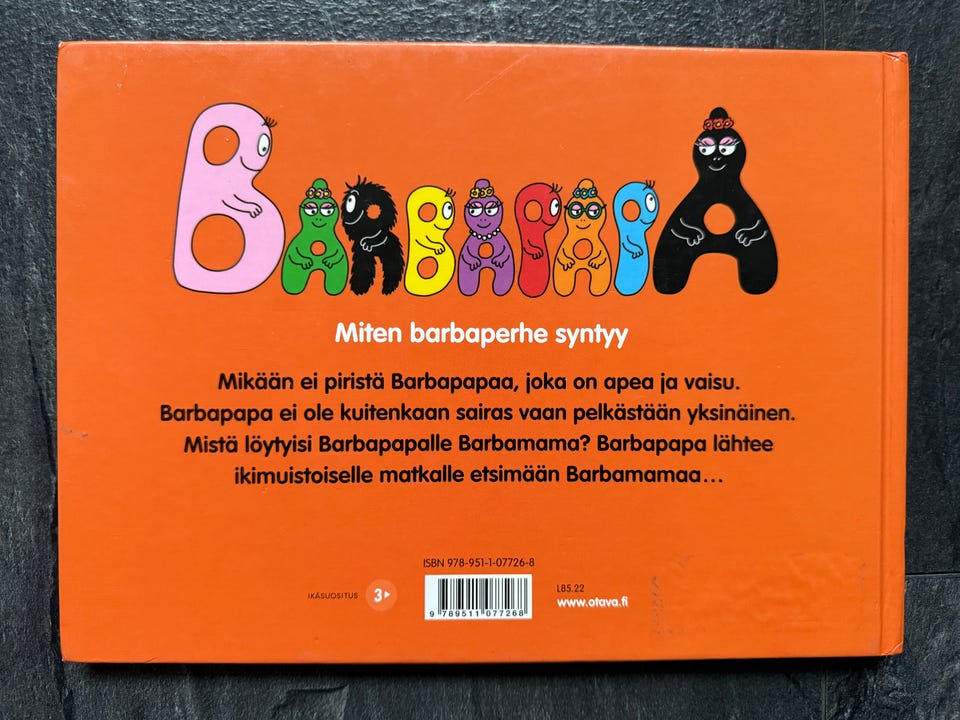 BARBAPAPA
Miten barbaperhe syntyy
Mikään ei piristä Barbapapaa, joka on apea ja vaisu.
Barbapapa ei ole kuitenkaan sairas vaan pelkästään yksinäinen.
Mistä löytyisi Barbapapalle Barbamama? Barbapapa lähtee
ikimuistoiselle matkalle etsimään Barbamamaa...
ISBN 978-951-1-07726-8
IKÄSUOSITUS 3
L85.22
www.otava.fi
9 789511 077268